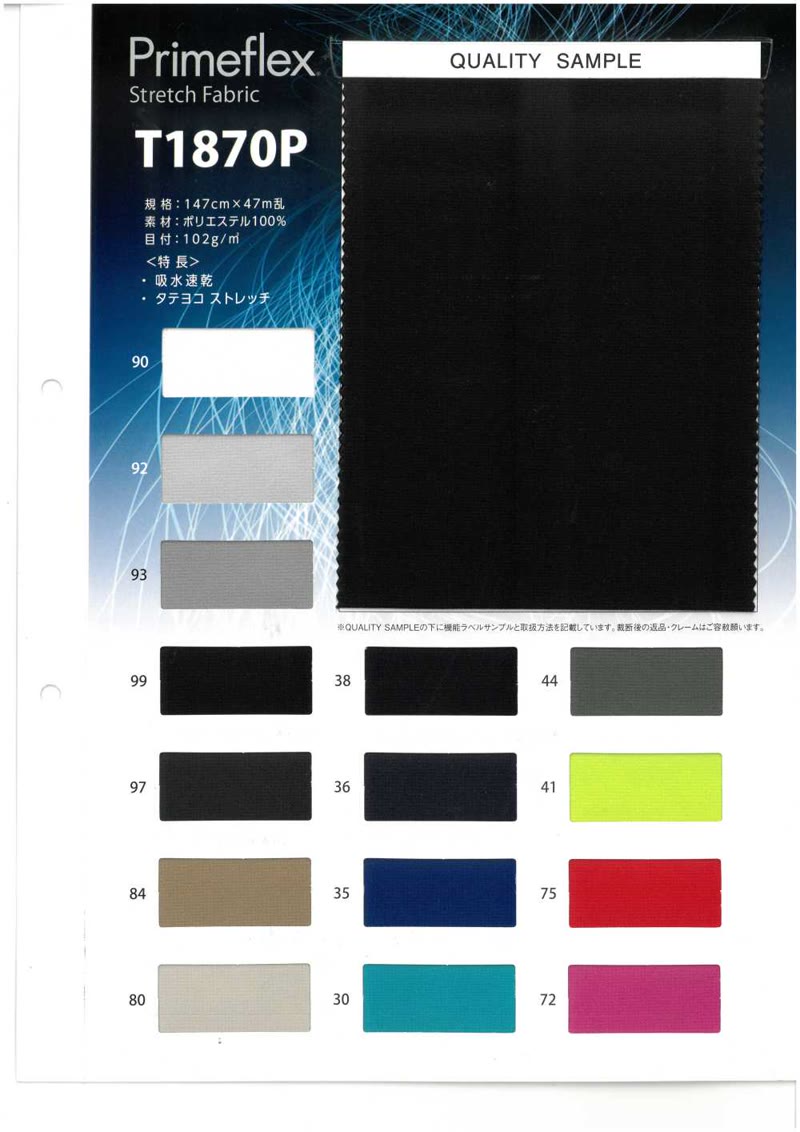 Primeflex®
Stretch Fabric
T1870P
QUALITY SAMPLE
規格:147cm×47m乱
素材:ポリエステル100%
目付:102g/㎡
<特長>
・吸水速乾
・タテヨコ ストレッチ
90
92
93
※QUALITY SAMPLEの下に機能ラベルサンプルと取扱方法を記載しています。裁断後の返品・クレームはご容赦願います。
99 38 44
97 36 41
84 35 75
80 30 72